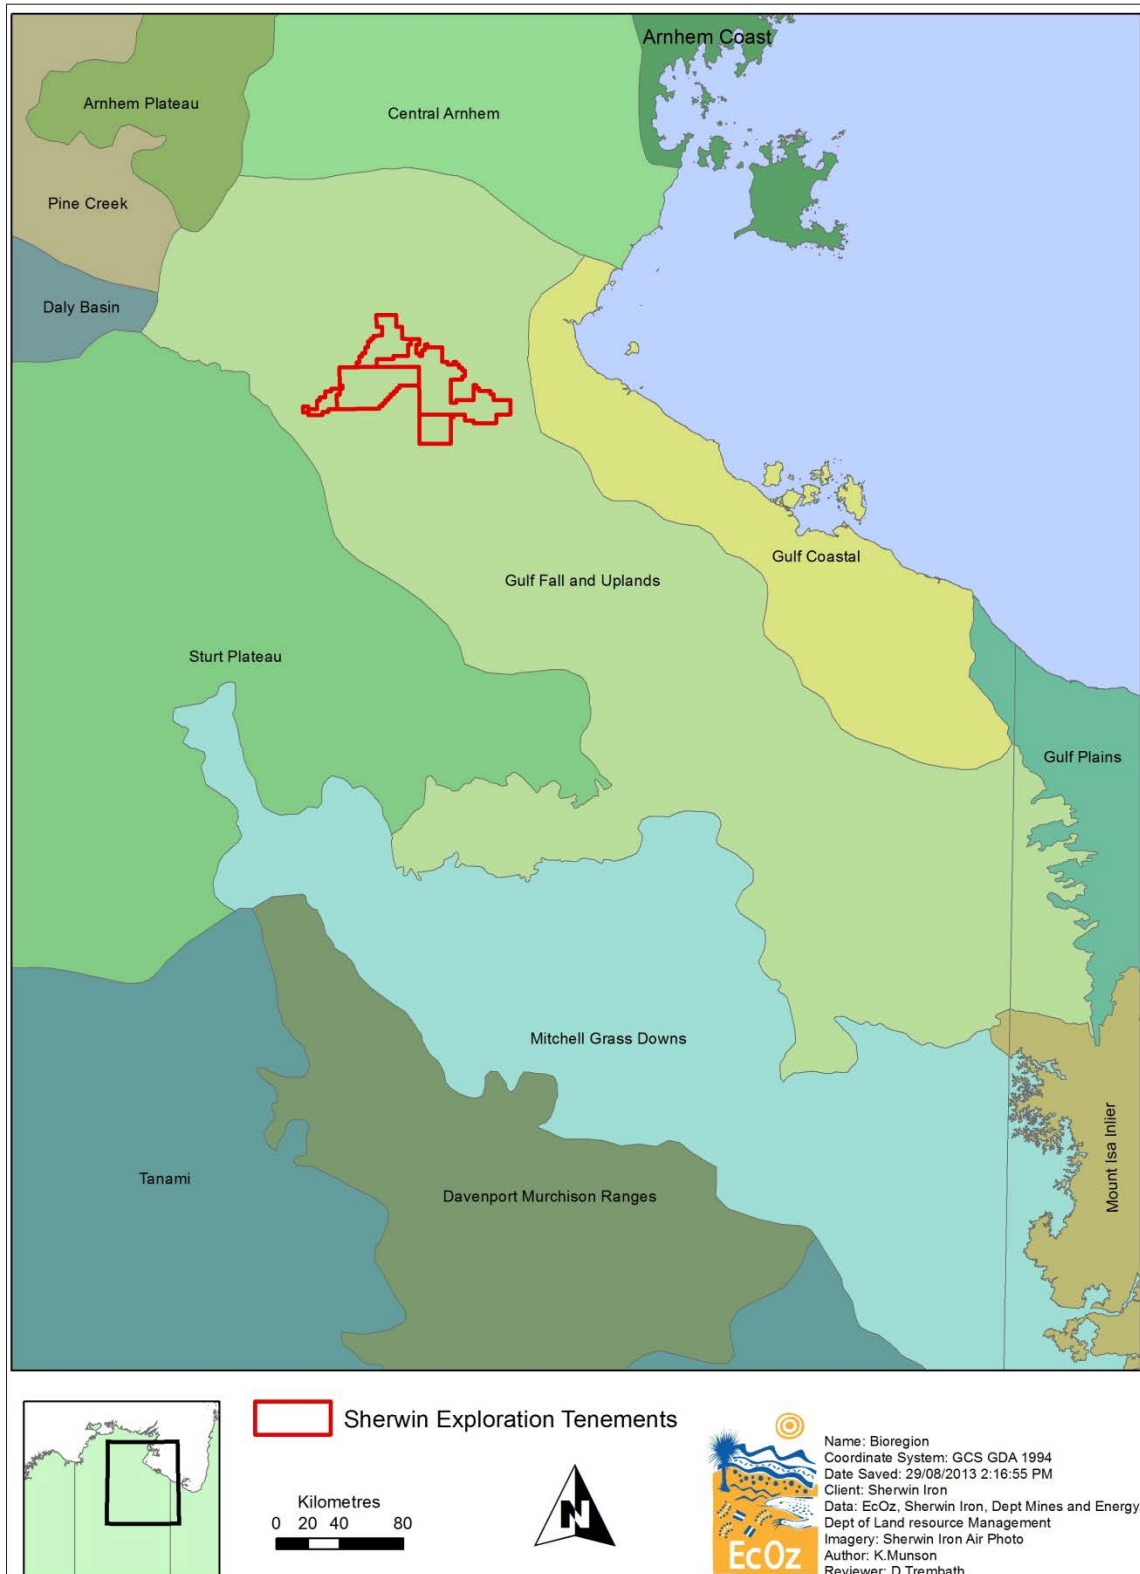 Arnhem Coast
Arnhem Plateau
Central Arnhem
Pine Creek
Daly Basin
Gulf Coastal
Gulf Fall and Uplands
Sturt Plateau
Gulf Plains
Mitchell Grass Downs
Mount Isa Inlier
Tanami
Davenport Murchison Ranges
Sherwin Exploration Tenements
Kilometres
0 20 40 80
N
EcOz
Name: Bioregion
Coordinate System: GCS GDA 1994
Date Saved: 29/08/2013 2:16:55 PM
Client: Sherwin Iron
Data: EcOz, Sherwin Iron, Dept Mines and Energy
Dept of Land resource Management
Imagery: Sherwin Iron Air Photo
Author: K.Munson
Reviewer: D.Trembath